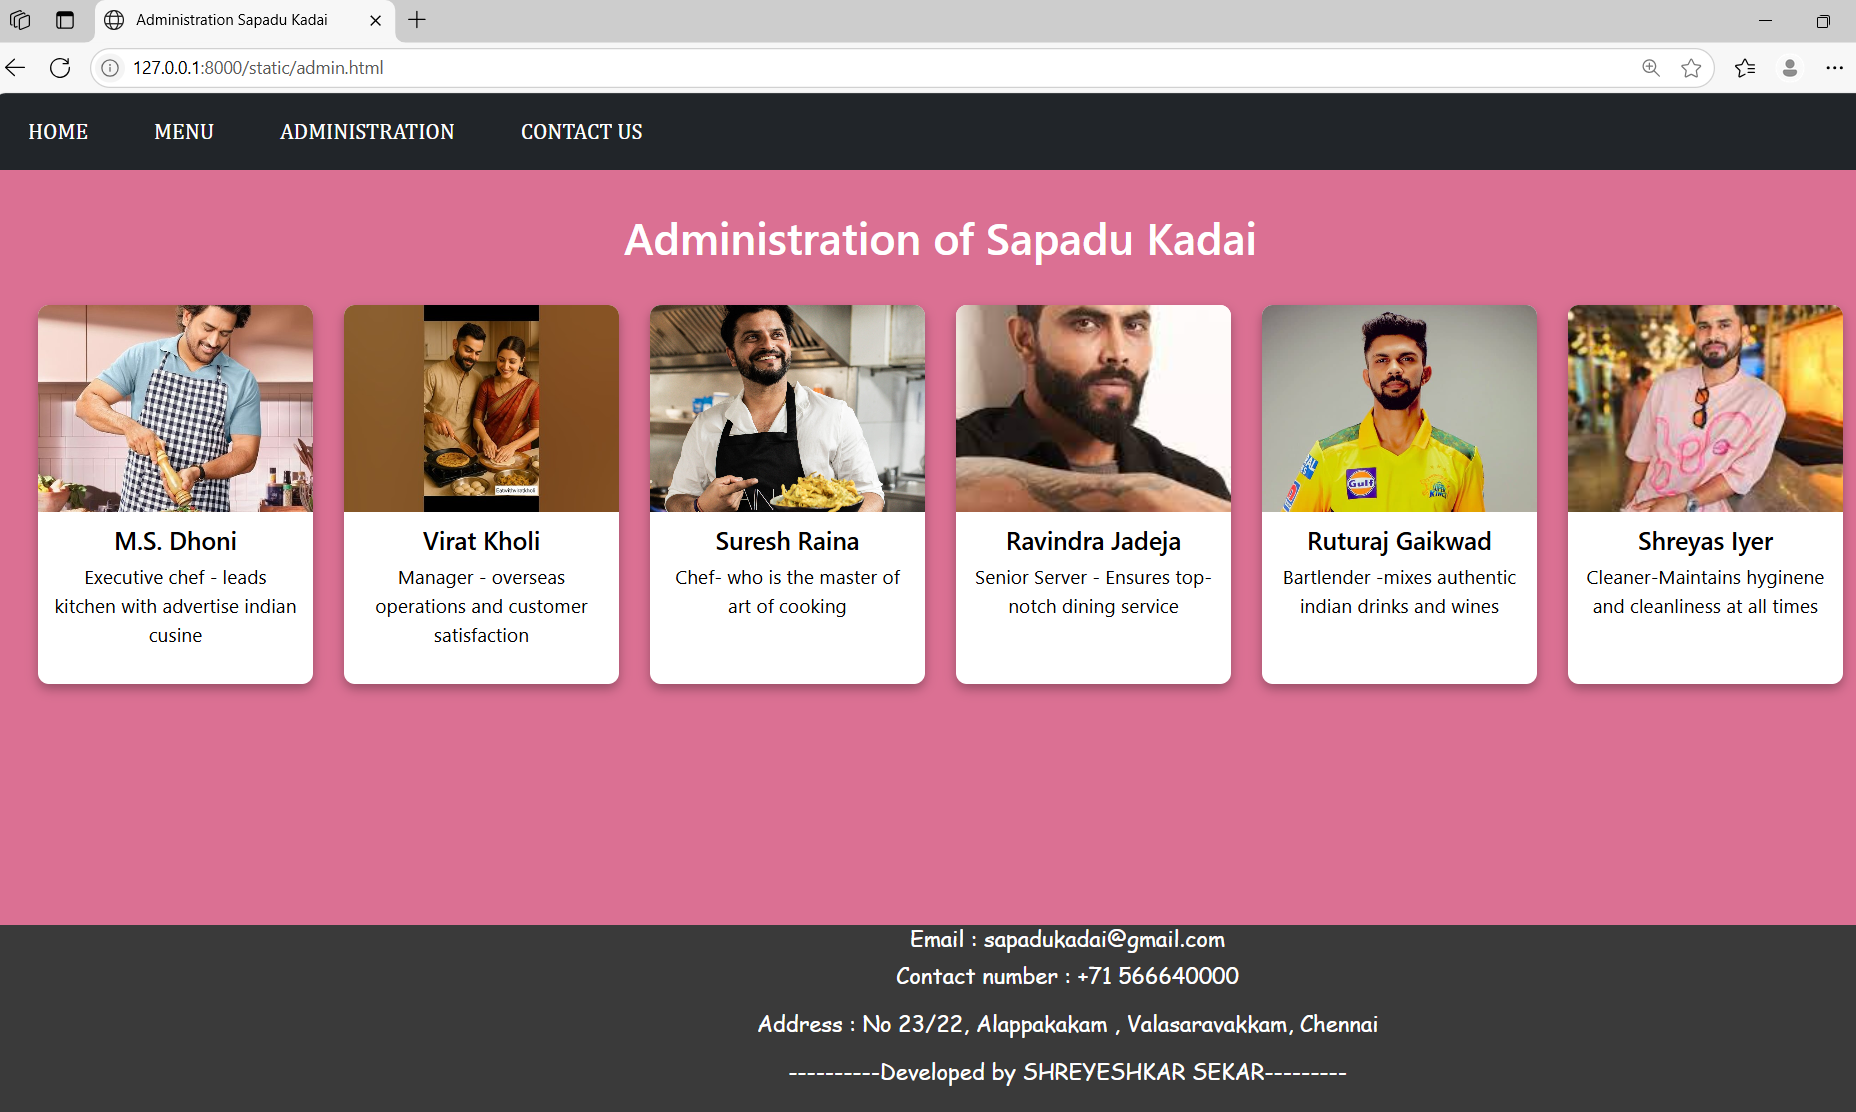 Administration Sapadu Kadai
127.0.0.1:8000/static/admin.html
HOME MENU ADMINISTRATION CONTACT US
Administration of Sapadu Kadai
Eatwithviratkholi
Gulf
M.S. Dhoni
Executive chef - leads
kitchen with advertise indian
cusine
Virat Kholi
Manager - overseas
operations and customer
satisfaction
Suresh Raina
Chef- who is the master of
art of cooking
Ravindra Jadeja
Senior Server - Ensures top-
notch dining service
Ruturaj Gaikwad
Bartlender -mixes authentic
indian drinks and wines
Shreyas Iyer
Cleaner-Maintains hyginene
and cleanliness at all times
Email : sapadukadai@gmail.com
Contact number : +71 566640000
Address : No 23/22, Alappakakam , Valasaravakkam, Chennai
----------Developed by SHREYESHKAR SEKAR---------